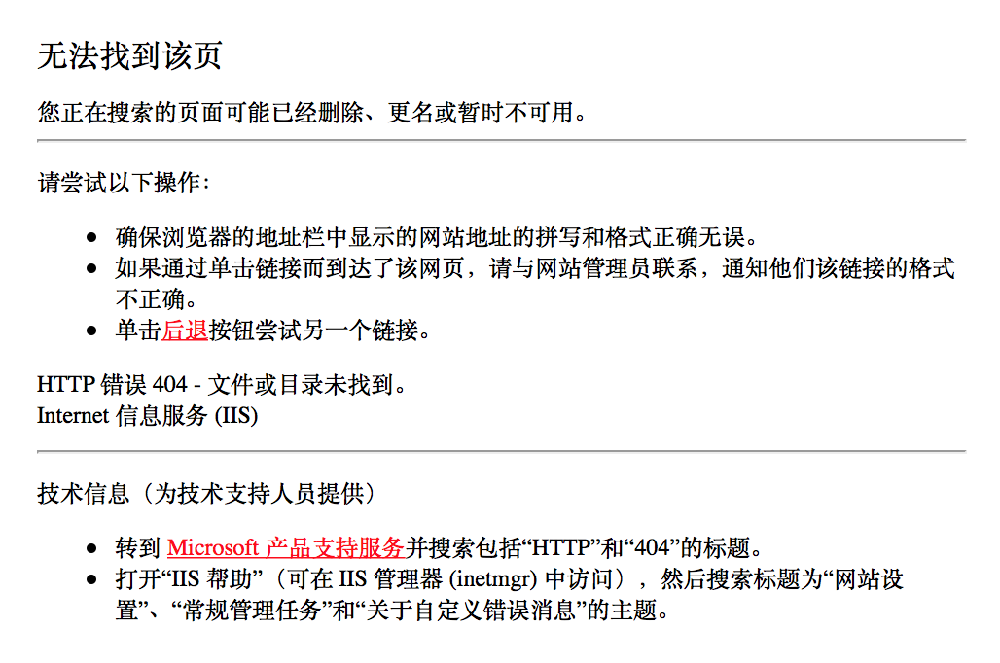 无法找到该页
您正在搜索的页面可能已经删除、更名或暂时不可用。
请尝试以下操作：
确保浏览器的地址栏中显示的网站地址的拼写和格式正确无误。
如果通过单击链接而到达了该网页，请与网站管理员联系，通知他们该链接的格式
不正确。
单击后退按钮尝试另一个链接。
HTTP 错误 404 - 文件或目录未找到。
Internet 信息服务 (IIS)
技术信息（为技术支持人员提供）
转到 Microsoft 产品支持服务并搜索包括“HTTP”和“404”的标题。
打开“IIS 帮助”（可在 IIS 管理器 (inetmgr) 中访问），然后搜索标题为“网站设
置”、“常规管理任务”和“关于自定义错误消息”的主题。